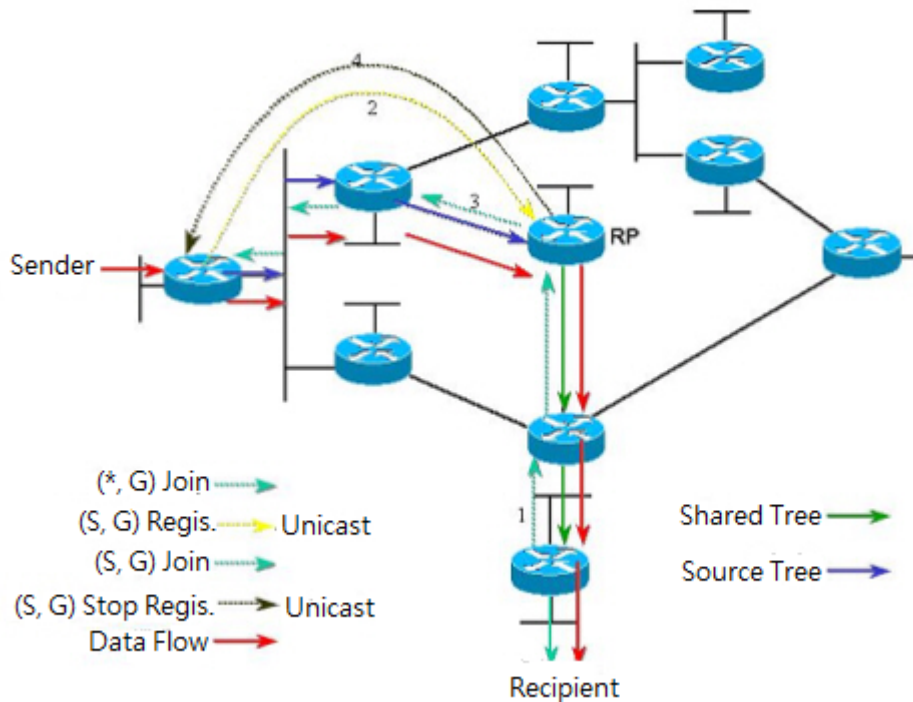 4
2
3
RP
Sender
1
(*, G) Join
(S, G) Regis. Unicast
(S, G) Join
(S, G) Stop Regis. Unicast
Data Flow
Shared Tree
Source Tree
Recipient